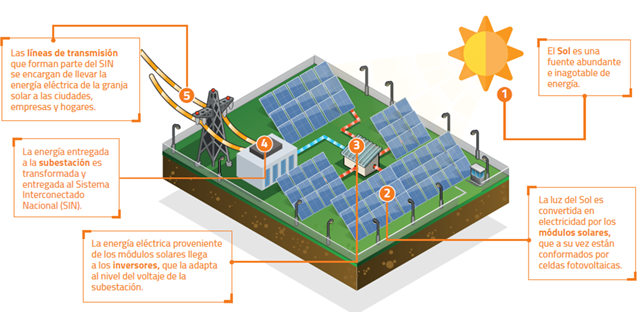 Las líneas de transmisión
que forman parte del SIN
se encargan de llevar la
energía eléctrica de la granja
solar a las ciudades,
empresas y hogares.
5
1
El Sol es una
fuente abundante
e inagotable de
energía.
La energía entregada
a la subestación es
transformada y
entregada al Sistema
Interconectado
Nacional (SIN).
4
3
2
La luz del Sol es
convertida en
electricidad por los
módulos solares,
que a su vez están
conformados por
celdas fotovoltaicas.
La energía eléctrica proveniente
de los módulos solares llega
a los inversores, que la adapta
al nivel del voltaje de la
subestación.